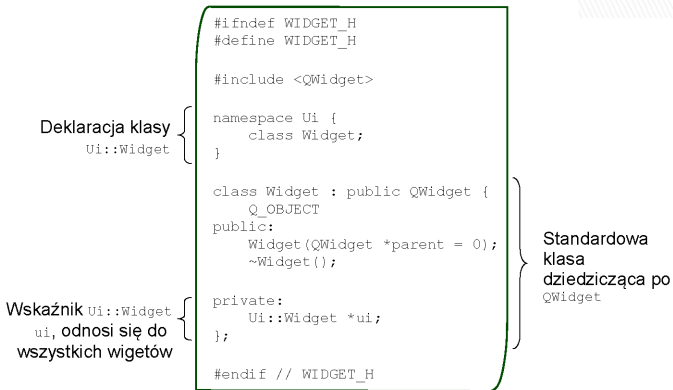 #ifndef WIDGET_H
#define WIDGET_H
#include <QWidget>
Deklaracja klasy
Ui::Widget
namespace Ui {
class Widget;
}
class Widget : public QWidget {
Q_OBJECT
public:
Widget(QWidget *parent = 0);
~Widget();
Standardowa
klasa
dziedzicząca po
QWidget
Wskaźnik Ui::Widget
ui, odnosi się do
wszystkich wigetów
private:
Ui::Widget *ui;
};
#endif // WIDGET_H